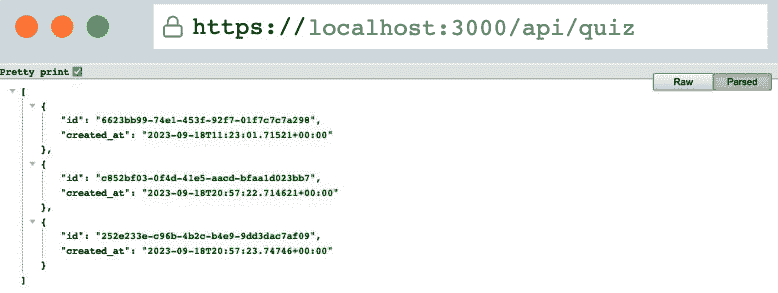 https://localhost:3000/api/quiz
Pretty print
Raw Parsed
[
{
"id": "6623bb99-74e1-453f-92f7-01f7c7c7a298",
"created_at": "2023-09-18T11:23:01.71521+00:00"
},
{
"id": "c852bf03-0f4d-41e5-aacd-bfaa1d023bb7",
"created_at": "2023-09-18T20:57:22.714621+00:00"
},
{
"id": "252e233e-c96b-4b2c-b4e9-9dd3dac7af09",
"created_at": "2023-09-18T20:57:23.74746+00:00"
}
]